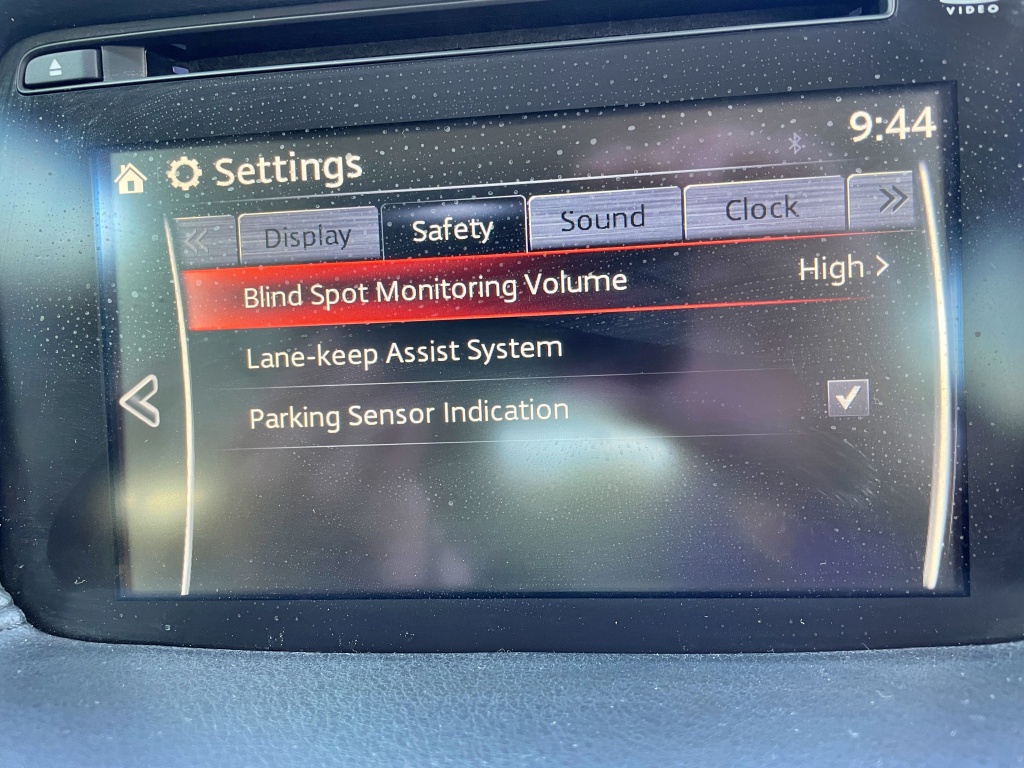 VIDEO
9:44
Settings
Display Safety Sound Clock
Blind Spot Monitoring Volume High
Lane-keep Assist System
Parking Sensor Indication